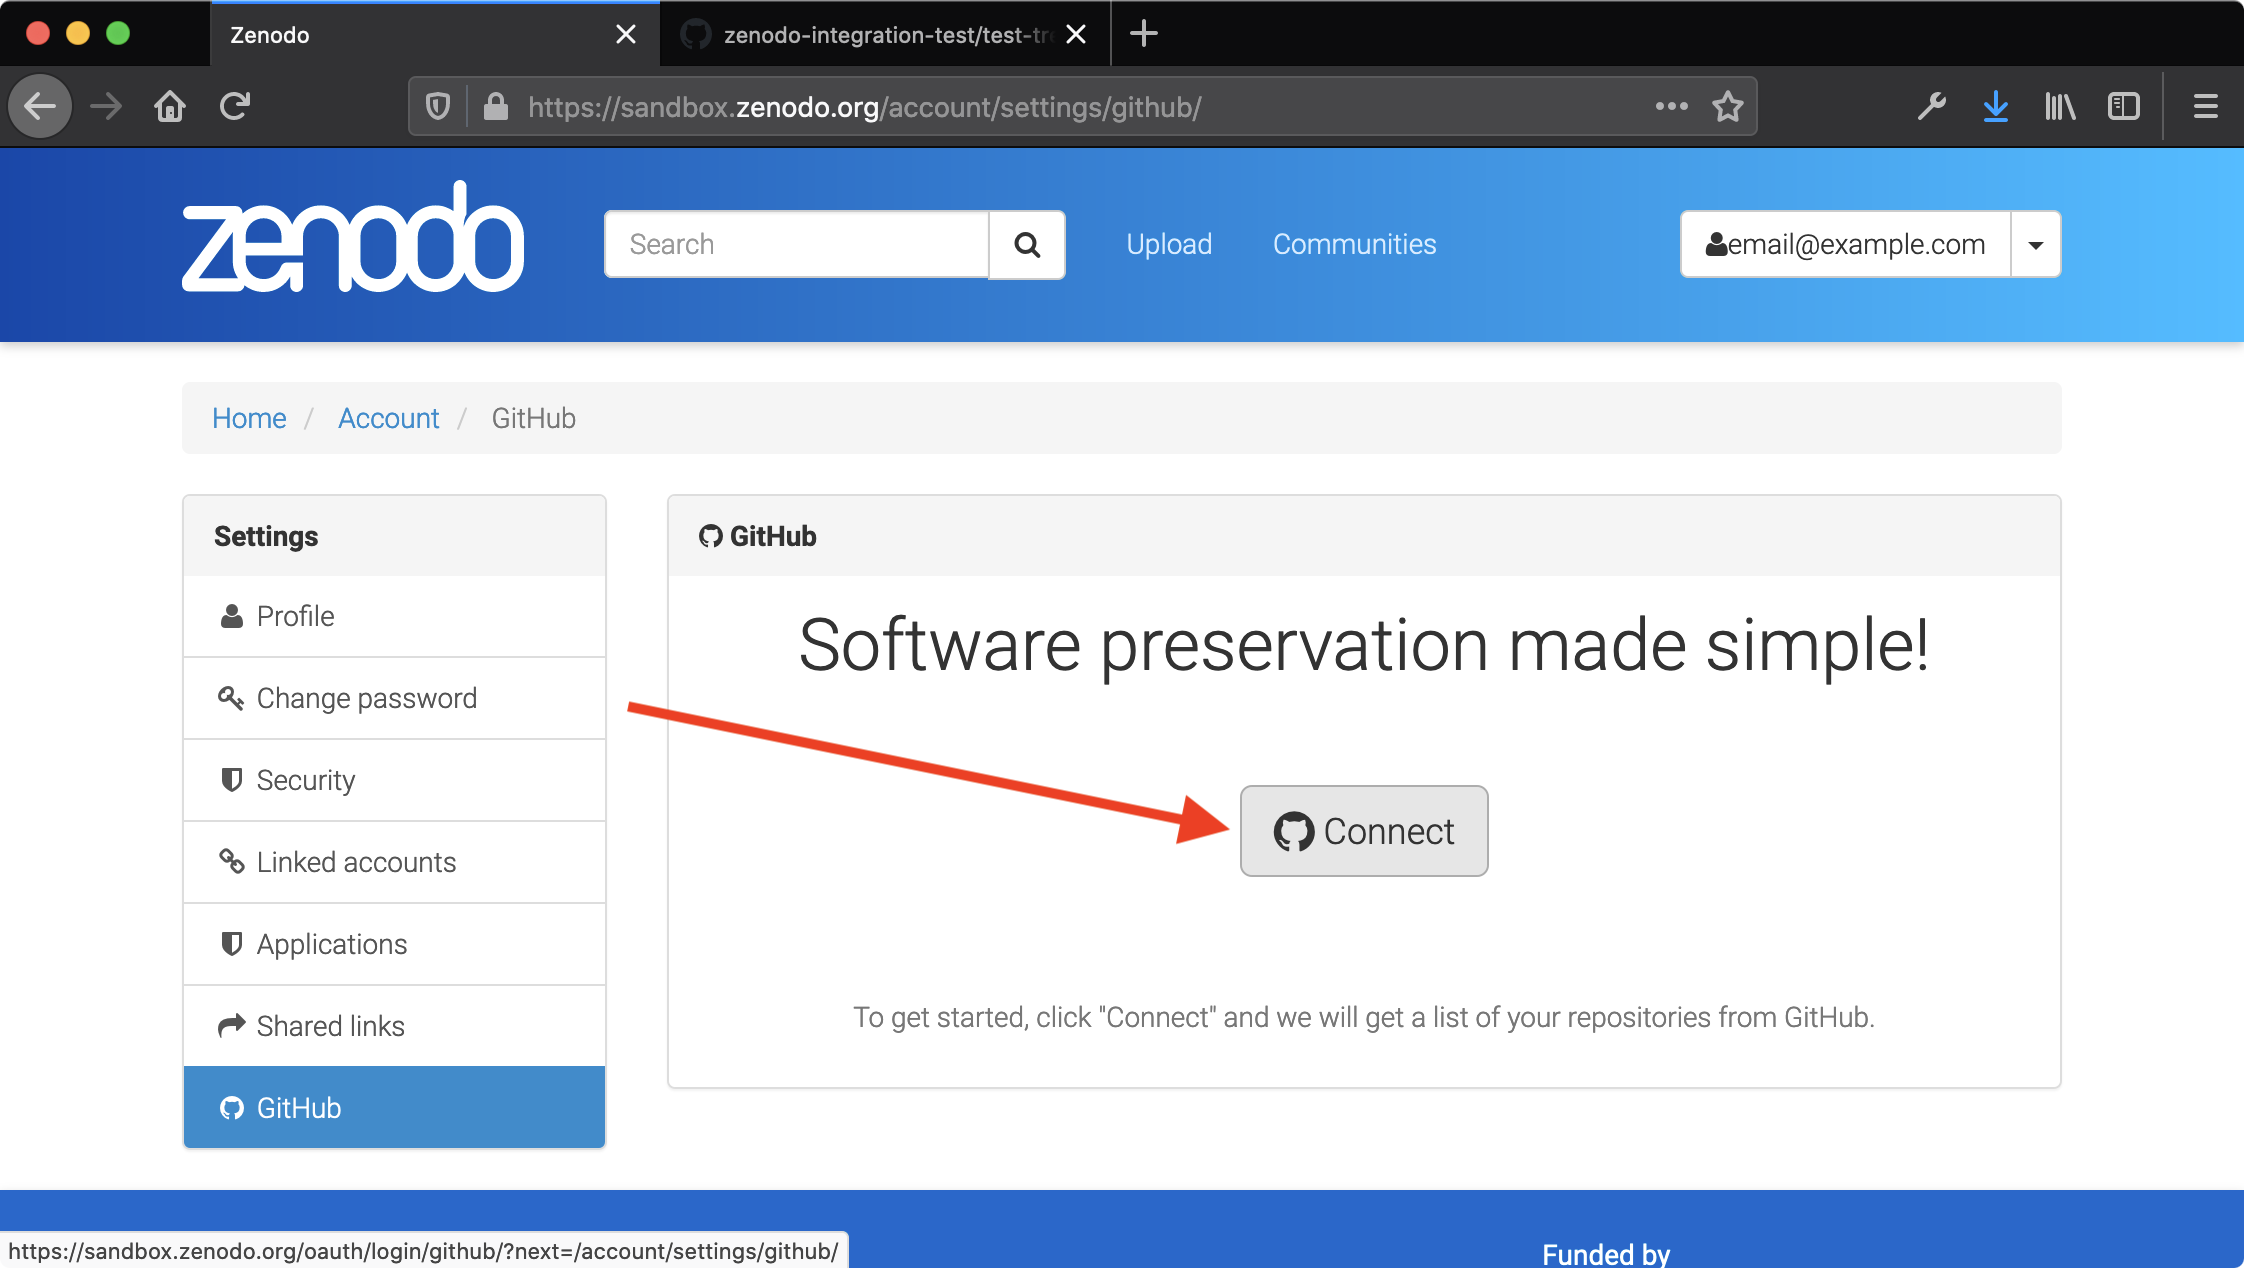 Zenodo
zenodo-integration-test/test-tr
https://sandbox.zenodo.org/account/settings/github/
zenodo
Search
Upload
Communities
email@example.com
Home / Account / GitHub
Settings
Profile
Change password
Security
Linked accounts
Applications
Shared links
GitHub
GitHub
Software preservation made simple!
Connect
To get started, click "Connect" and we will get a list of your repositories from GitHub.
https://sandbox.zenodo.org/oauth/login/github/?next=/account/settings/github/
Funded by